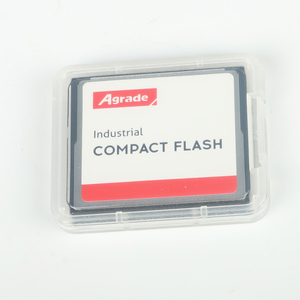 Agrade
Industrial
COMPACT FLASH